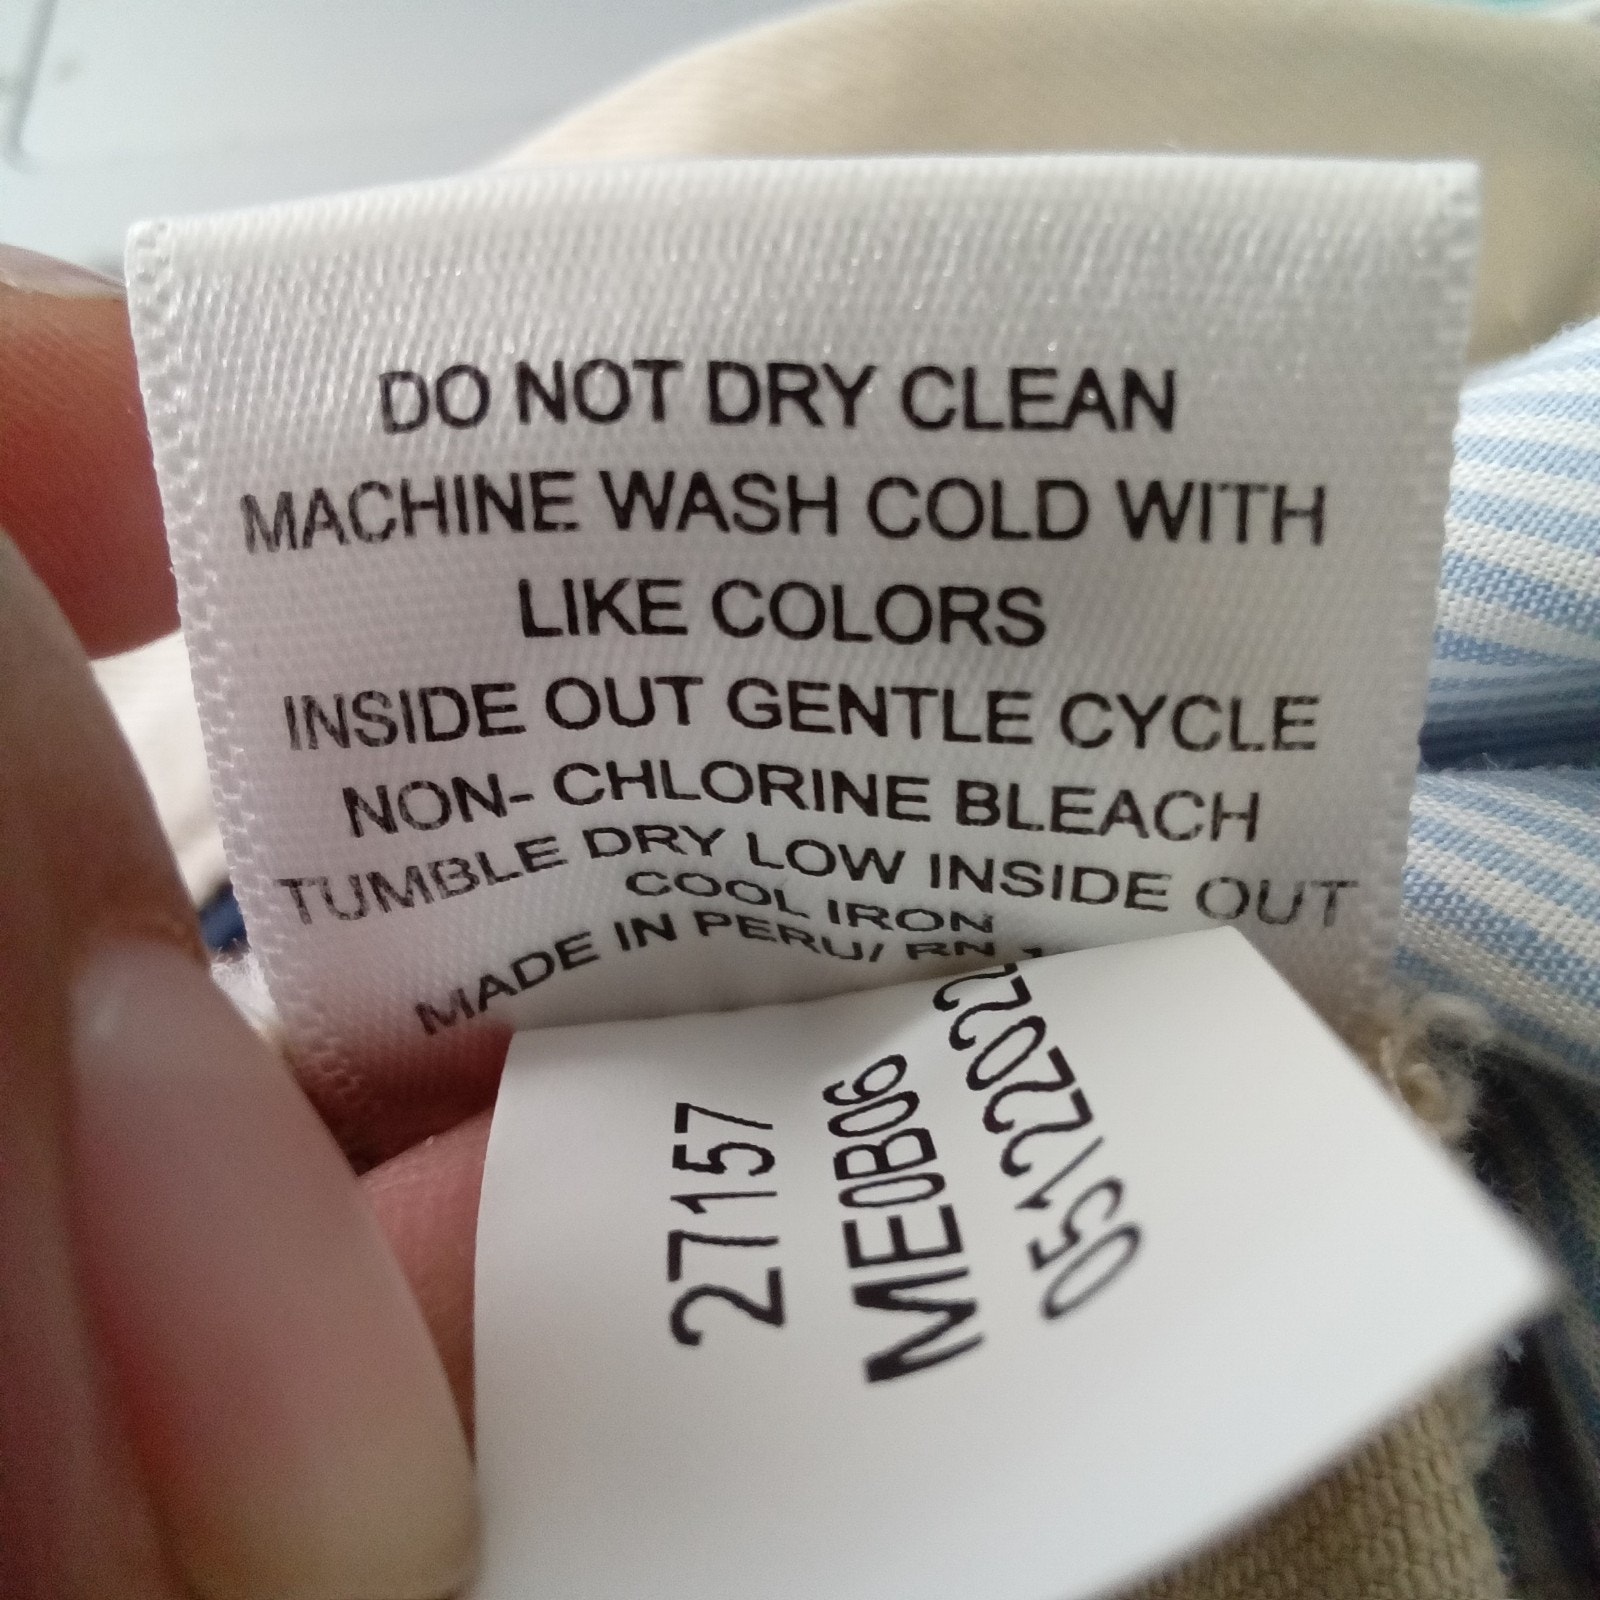 DO NOT DRY CLEAN
MACHINE WASH COLD WITH
LIKE COLORS
INSIDE OUT GENTLE CYCLE
NON- CHLORINE BLEACH
TUMBLE DRY LOW INSIDE OUT
COOL IRON
MADE IN PERU/ RN
27157
ME0B06